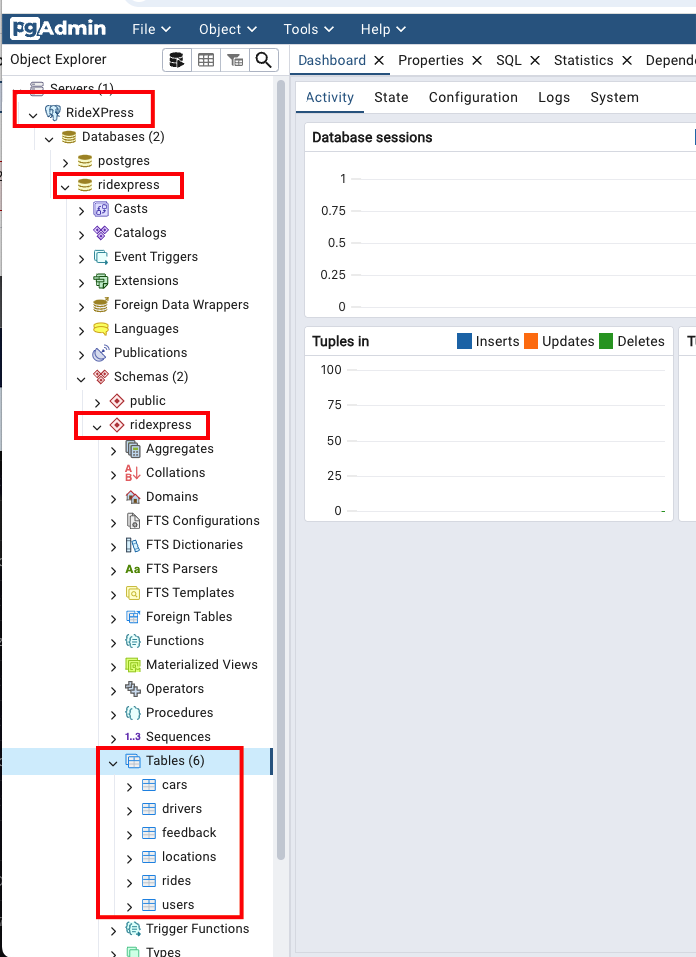 pgAdmin File Object Tools Help
Object Explorer
Dashboard Properties SQL Statistics Depend
Servers (1)
RideXPress
Databases (2)
postgres
ridexpress
Casts
Catalogs
Event Triggers
Extensions
Foreign Data Wrappers
Languages
Publications
Schemas (2)
public
ridexpress
Aggregates
Collations
Domains
FTS Configurations
FTS Dictionaries
Aa FTS Parsers
FTS Templates
Foreign Tables
Functions
Materialized Views
Operators
Procedures
1..3 Sequences
Tables (6)
cars
drivers
feedback
locations
rides
users
Trigger Functions
Types
Activity State Configuration Logs System
Database sessions
1
0.75
0.5
0.25
0
Tuples in Inserts Updates Deletes
100
75
50
25
0